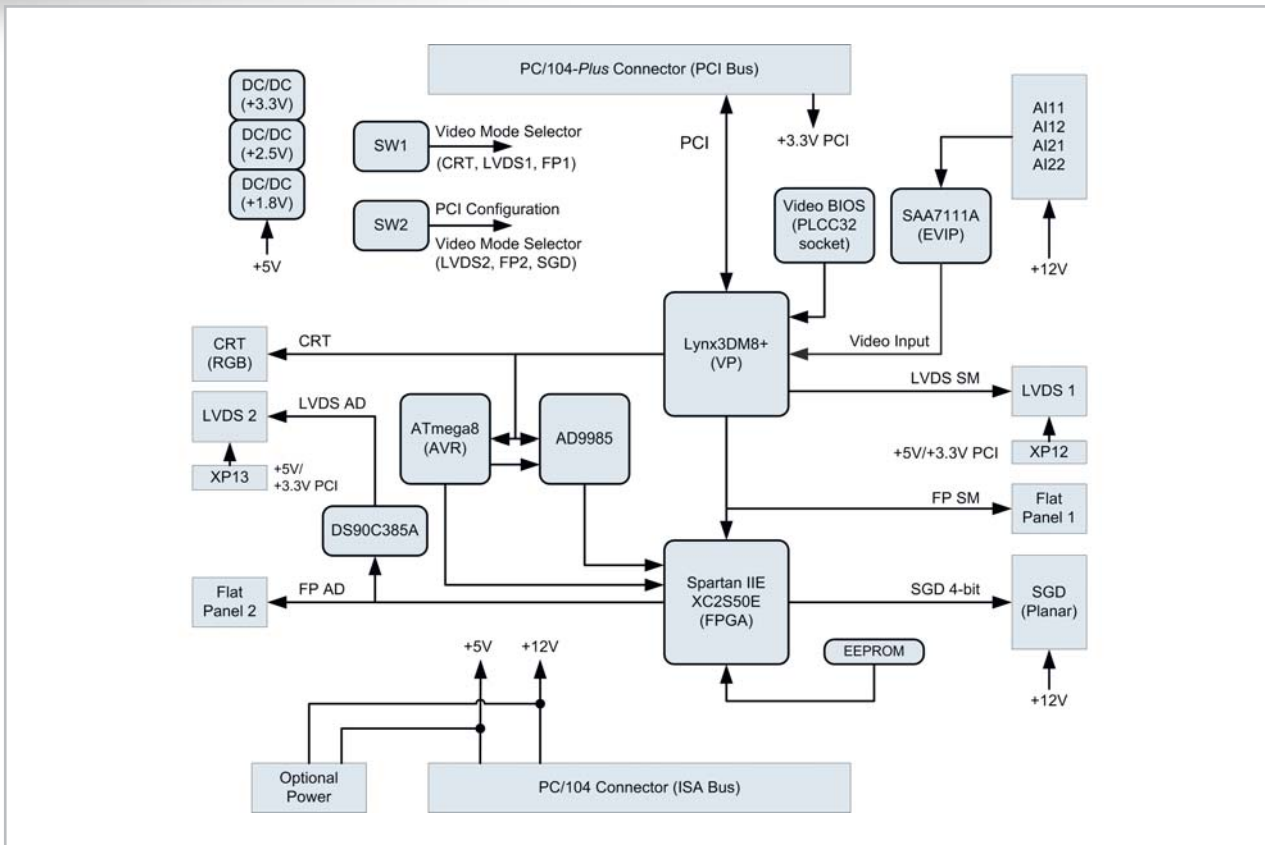 PC/104-Plus Connector (PCI Bus)
DC/DC
(+3.3V)
DC/DC
(+2.5V)
DC/DC
(+1.8V)
+5V
SW1
Video Mode Selector
(CRT, LVDS1, FP1)
SW2
PCI Configuration
Video Mode Selector
(LVDS2, FP2, SGD)
PCI
+3.3V PCI
AI11
AI12
AI21
AI22
+12V
Video BIOS
(PLCC32
socket)
SAA7111A
(EVIP)
Lynx3DM8+
(VP)
Video Input
CRT
(RGB)
CRT
LVDS SM
LVDS 1
LVDS 2
LVDS AD
ATmega8
(AVR)
AD9985
+5V/+3.3V PCI
XP12
XP13
+5V/
+3.3V PCI
FP SM
Flat
Panel 1
DS90C385A
Spartan IIE
XC2S50E
(FPGA)
Flat
Panel 2
FP AD
SGD 4-bit
SGD
(Planar)
+12V
EEPROM
+5V
+12V
Optional
Power
PC/104 Connector (ISA Bus)